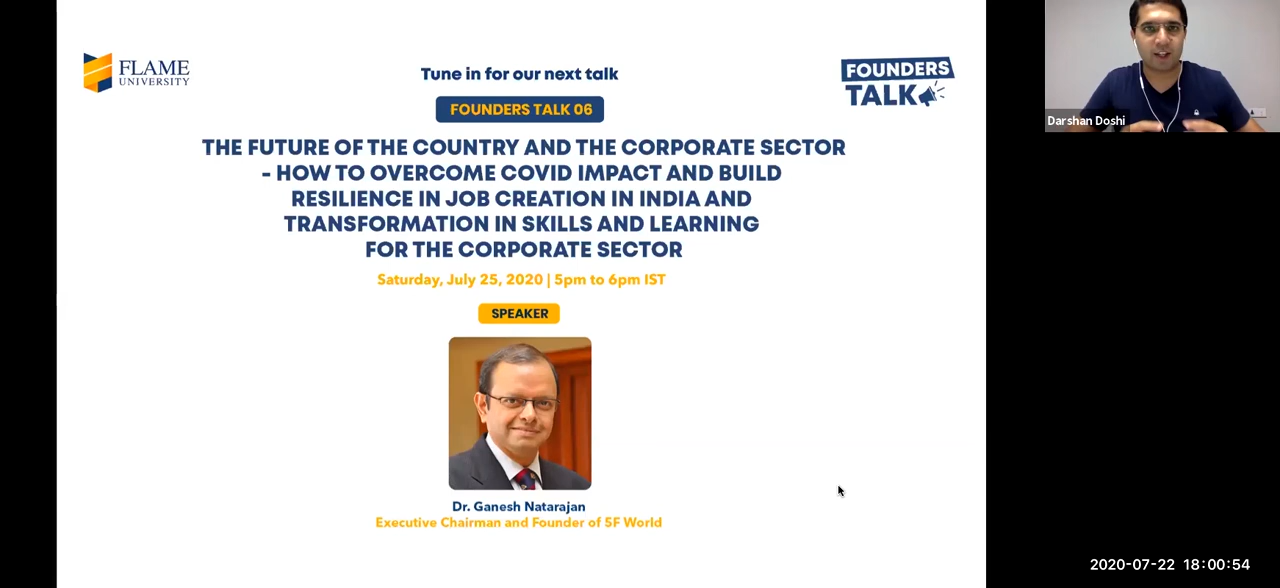 FLAME
UNIVERSITY
Tune in for our next talk
FOUNDERS
TALK
FOUNDERS TALK 06
THE FUTURE OF THE COUNTRY AND THE CORPORATE SECTOR
- HOW TO OVERCOME COVID IMPACT AND BUILD
RESILIENCE IN JOB CREATION IN INDIA AND
TRANSFORMATION IN SKILLS AND LEARNING
FOR THE CORPORATE SECTOR
Saturday, July 25, 2020 | 5pm to 6pm IST
SPEAKER
Dr. Ganesh Natarajan
Executive Chairman and Founder of 5F World
Darshan Doshi
2020-07-22 18:00:54